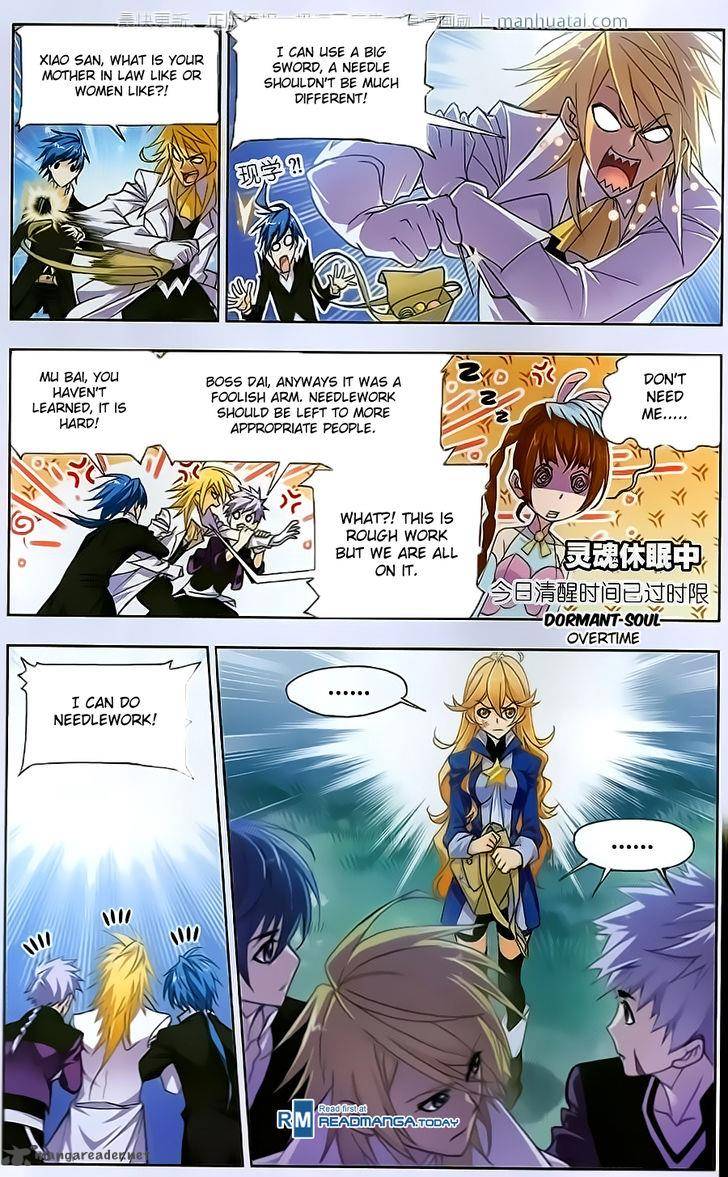 manhuatai.com
XIAO SAN, WHAT IS YOUR
MOTHER IN LAW LIKE OR
WOMEN LIKE?!
I CAN USE A BIG
SWORD, A NEEDLE
SHOULDN'T BE MUCH
DIFFERENT!
现学?!
MU BAI, YOU
HAVEN'T
LEARNED, IT IS
HARD!
BOSS DAI, ANYWAYS IT WAS A
FOOLISH ARM. NEEDLEWORK
SHOULD BE LEFT TO MORE
APPROPRIATE PEOPLE.
WHAT?! THIS IS
ROUGH WORK
BUT WE ARE ALL
ON IT.
Z Z Z
DON'T
NEED
ME.....
灵魂休眠中
今日清醒时间已过时限
DORMANT-SOUL
OVERTIME
I CAN DO
NEEDLEWORK!
......
......
RM Read first at
READMANGA.TODAY
mangareader.net